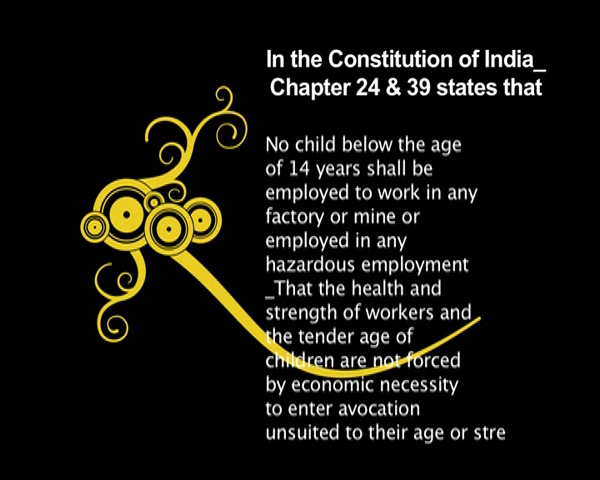 In the Constitution of India_
Chapter 24 & 39 states that
No child below the age
of 14 years shall be
employed to work in any
factory or mine or
employed in any
hazardous employment
_That the health and
strength of workers and
the tender age of
children are not forced
by economic necessity
to enter avocation
unsuited to their age or stre